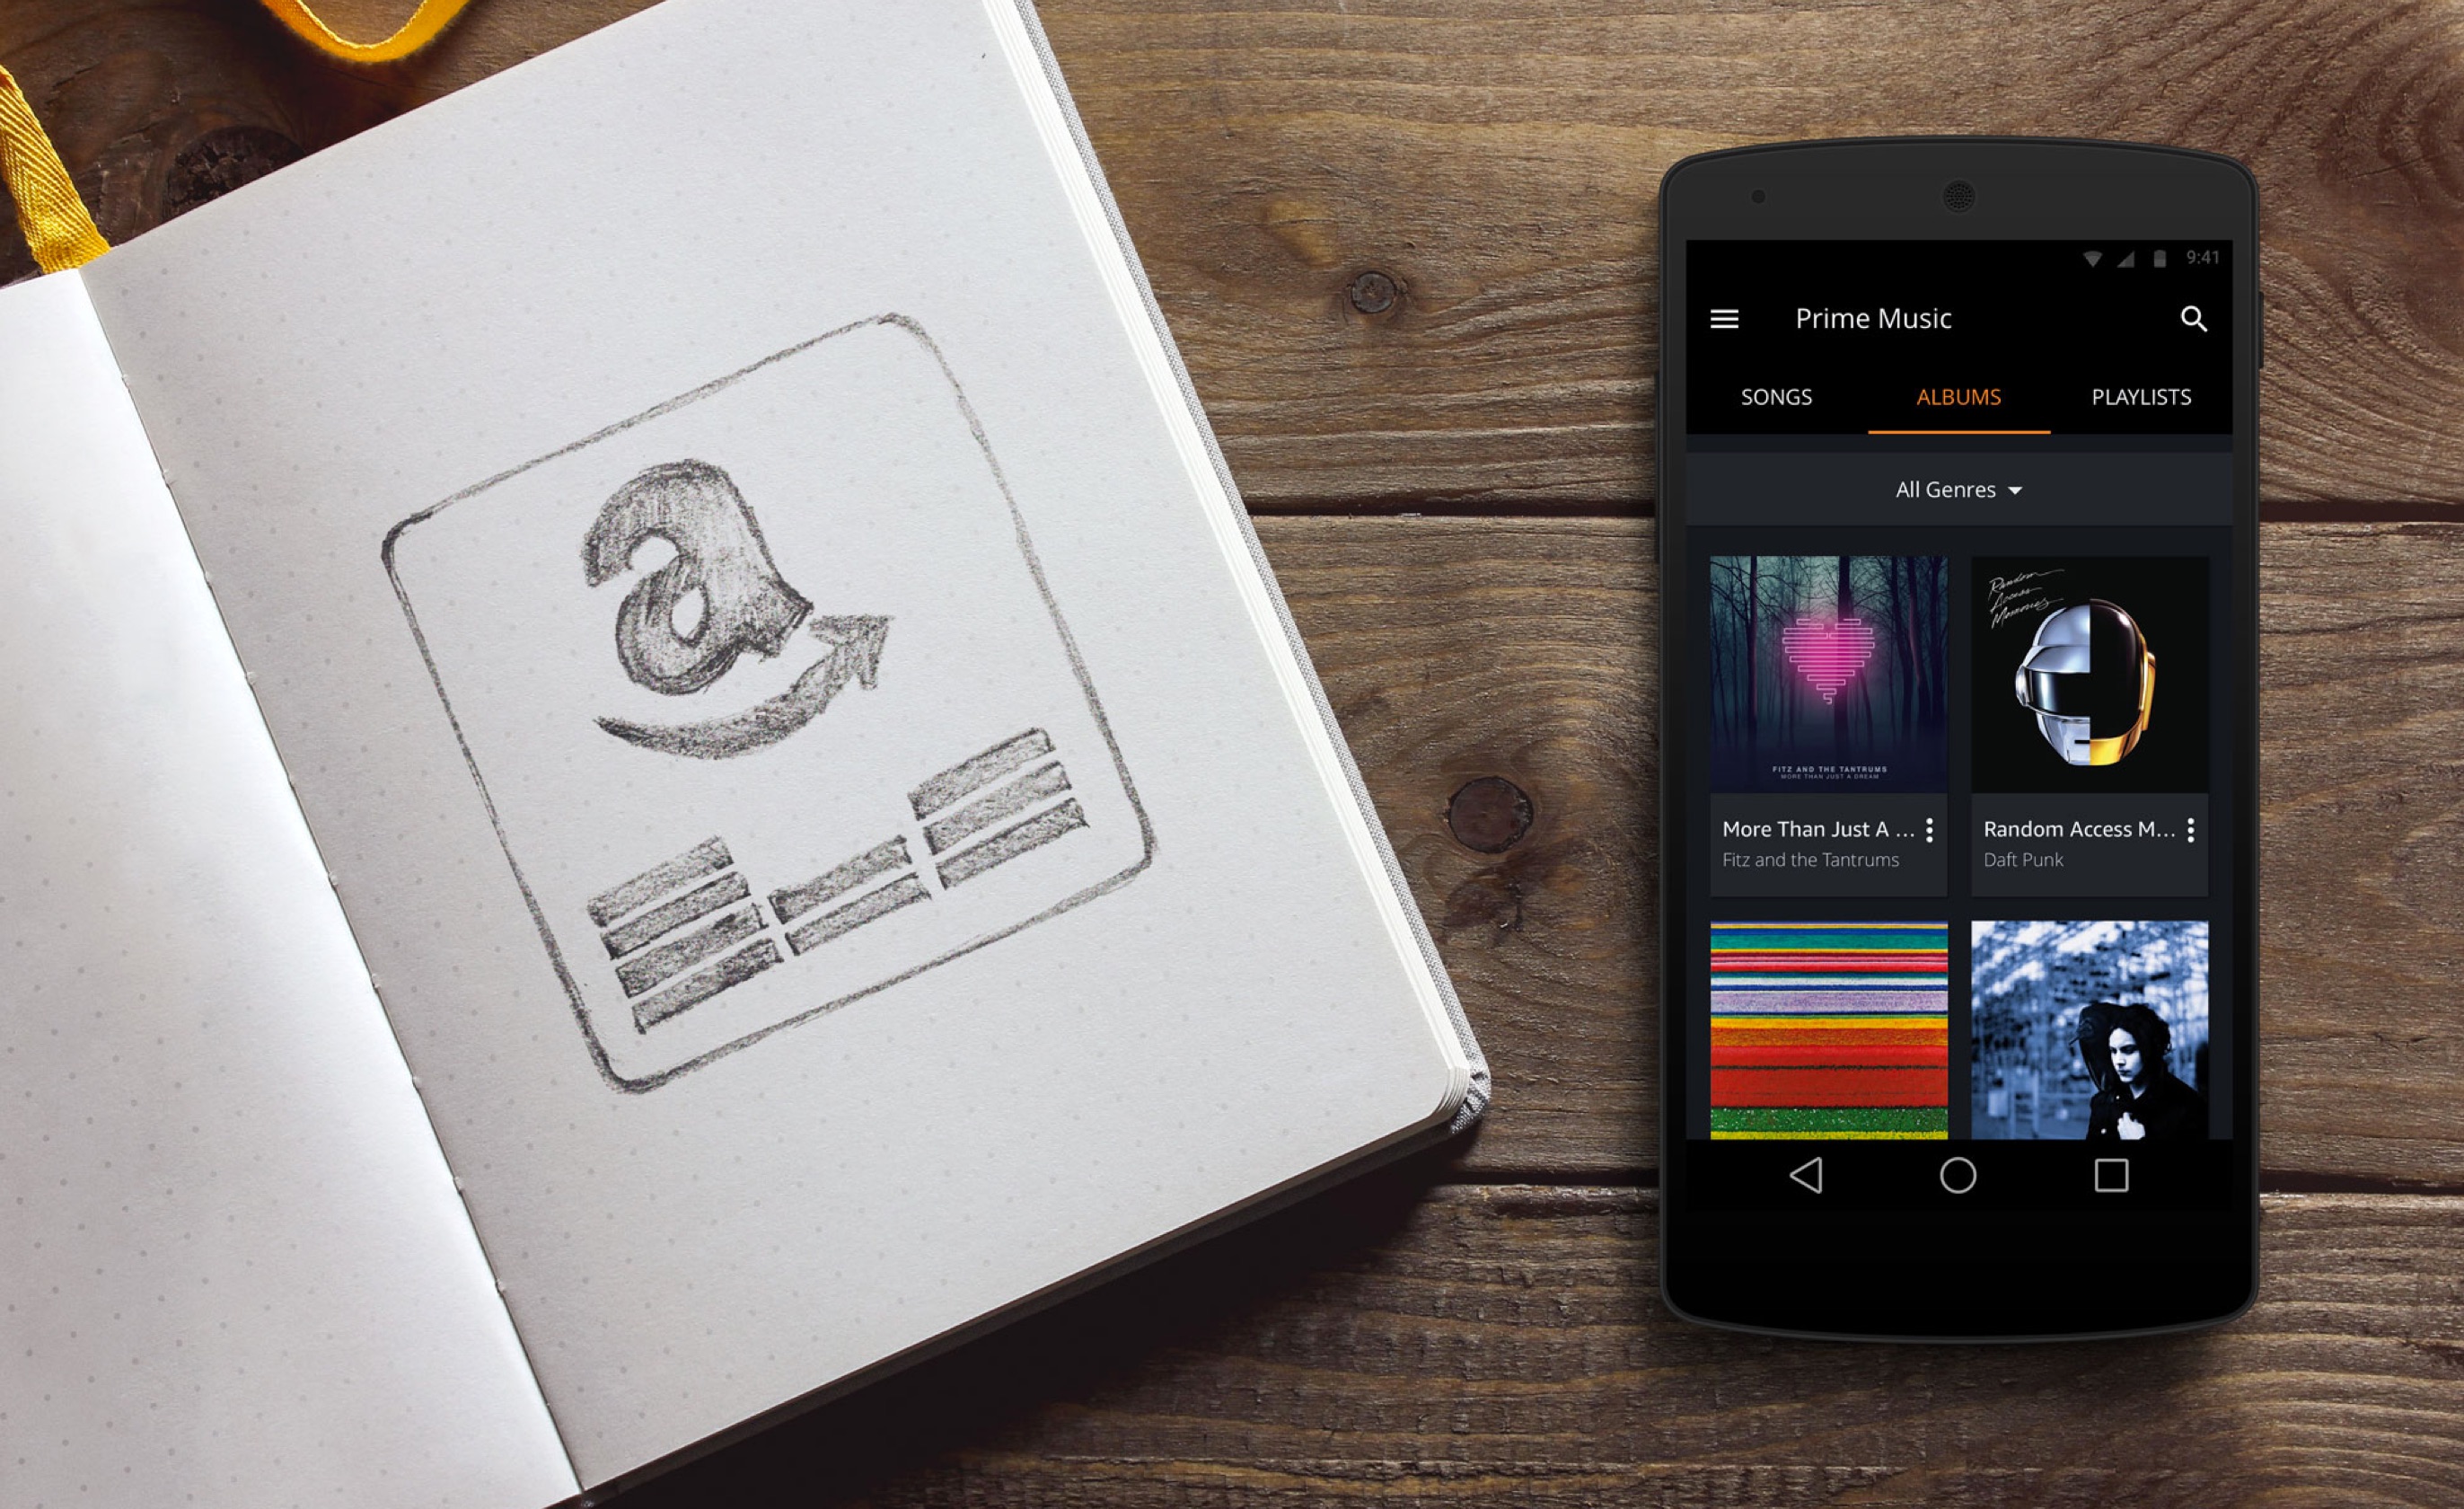 a
9:41
Prime Music
SONGS ALBUMS PLAYLISTS
All Genres
FITZ AND THE TANTRUMS
MORE THAN JUST A DREAM
Random
Access
Memories
More Than Just A ...
Fitz and the Tantrums
Random Access M...
Daft Punk